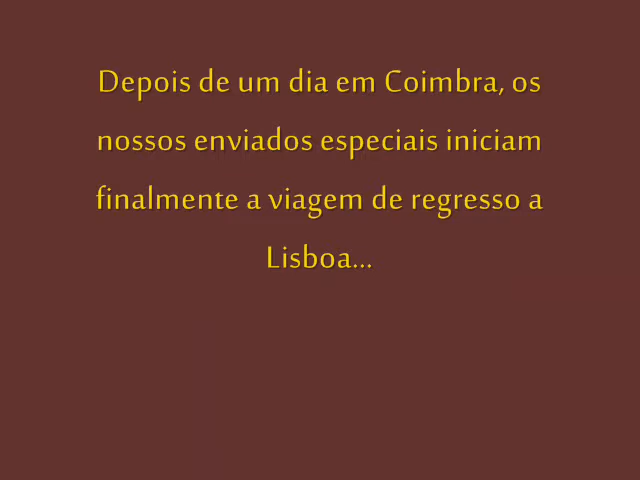 Depois de um dia em Coimbra, os
nossos enviados especiais iniciam
finalmente a viagem de regresso a
Lisboa...